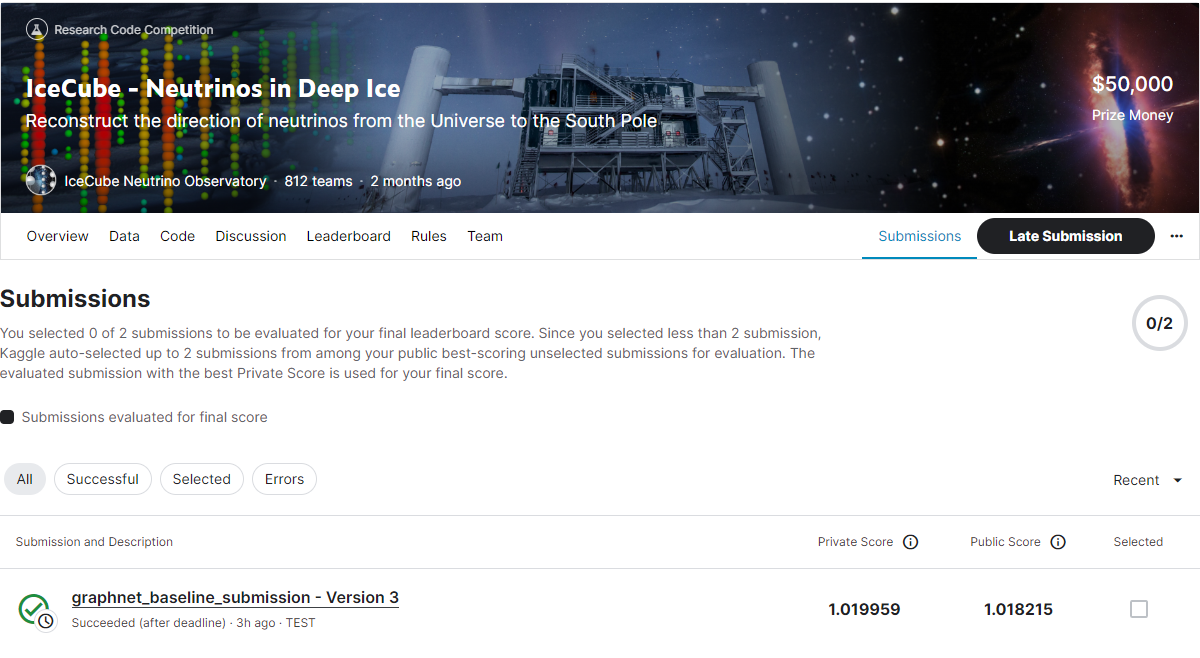 Research Code Competition
IceCube - Neutrinos in Deep Ice
$50,000
Reconstruct the direction of neutrinos from the Universe to the South Pole
Prize Money
IceCube Neutrino Observatory · 812 teams · 2 months ago
Overview Data Code Discussion Leaderboard Rules Team Submissions Late Submission ...
Submissions
0/2
You selected 0 of 2 submissions to be evaluated for your final leaderboard score. Since you selected less than 2 submission,
Kaggle auto-selected up to 2 submissions from among your public best-scoring unselected submissions for evaluation. The
evaluated submission with the best Private Score is used for your final score.
Submissions evaluated for final score
All Successful Selected Errors Recent
Submission and Description Private Score Public Score Selected
graphnet_baseline_submission - Version 3
1.019959 1.018215
Succeeded (after deadline) · 3h ago · TEST